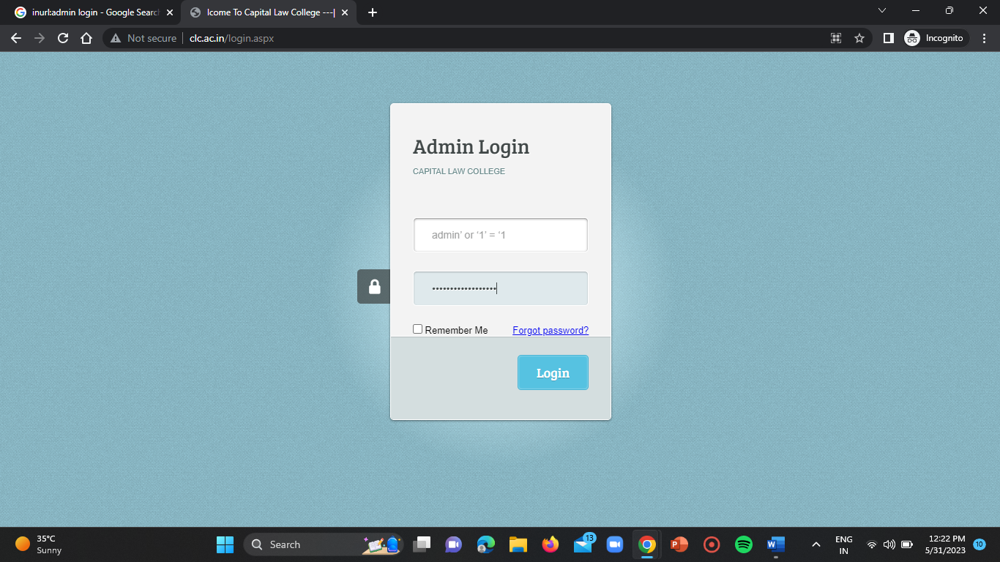 inurl:admin login - Google Searc
lcome To Capital Law College ---|
Not secure
clc.ac.in/login.aspx
Incognito
Admin Login
CAPITAL LAW COLLEGE
admin’ or ‘1’ = ‘1
••••••••••••••••••
Remember Me
Forgot password?
Login
35°C
Sunny
Search
13
ENG
IN
12:22 PM
5/31/2023
10